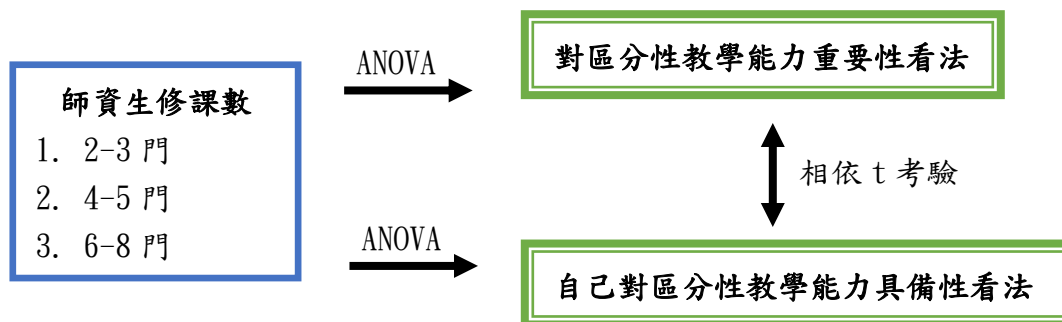 師資生修課數
1. 2-3 門
2. 4-5 門
3. 6-8 門
ANOVA
對區分性教學能力重要性看法
相依 t 考驗
ANOVA
自己對區分性教學能力具備性看法